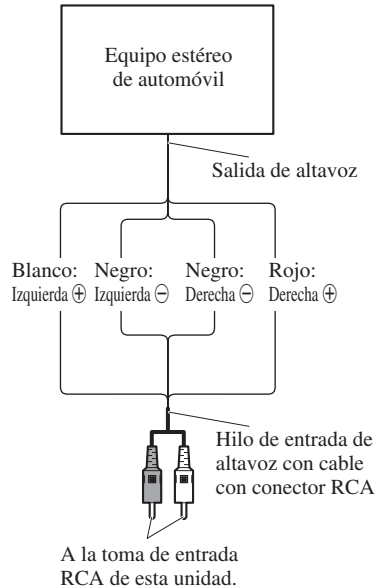 Equipo estéreo
de automóvil
Salida de altavoz
Blanco: Negro: Negro: Rojo:
Izquierda ⊕ Izquierda ⊖ Derecha ⊖ Derecha ⊕
Hilo de entrada de
altavoz con cable
con conector RCA
A la toma de entrada
RCA de esta unidad.